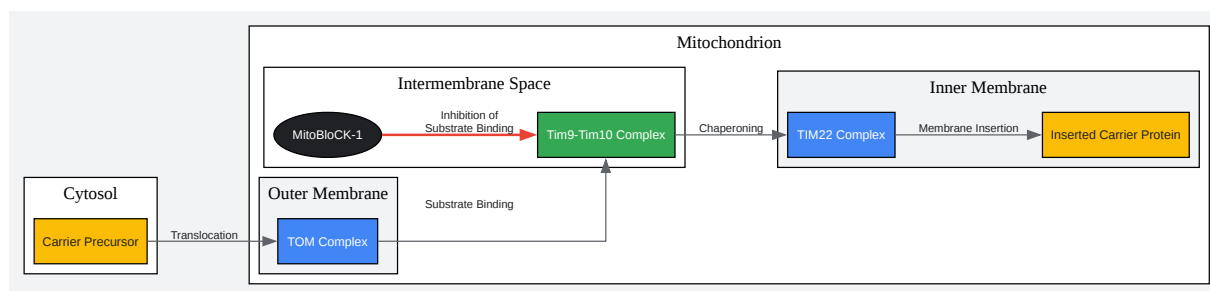 Mitochondrion
Intermembrane Space
Inner Membrane
MitoBloCK-1
Inhibition of
Substrate Binding
Tim9-Tim10 Complex
Chaperoning
TIM22 Complex
Membrane Insertion
Inserted Carrier Protein
Cytosol
Outer Membrane
Carrier Precursor
Translocation
TOM Complex
Substrate Binding